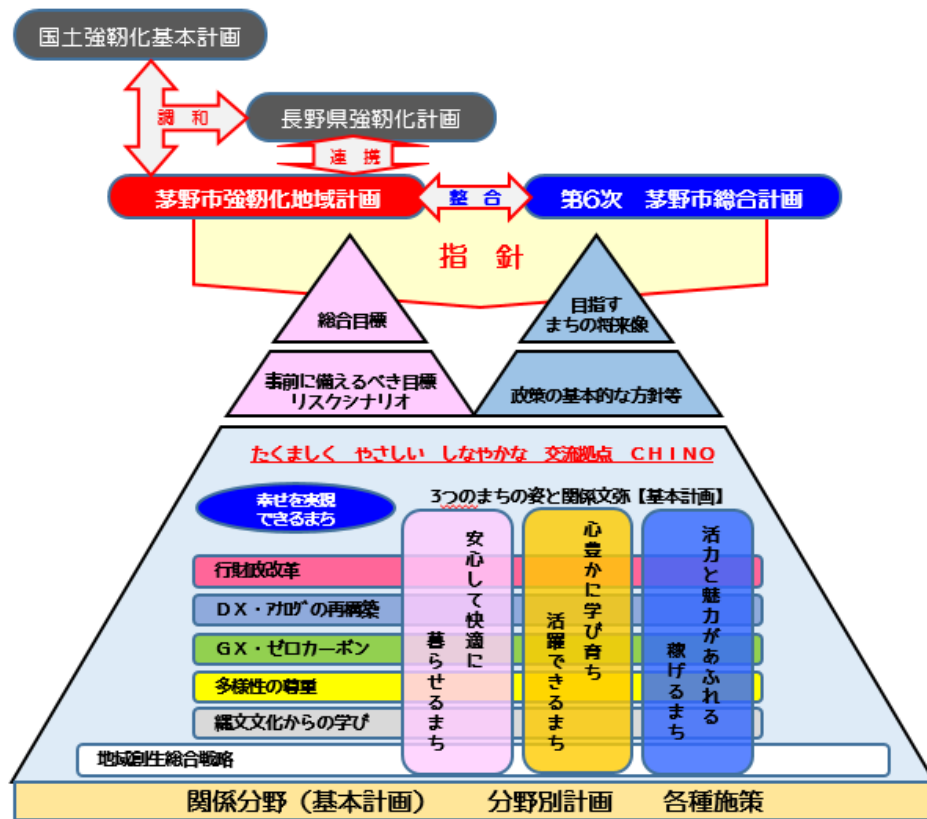 国土強靭化基本計画
調 和
長野県強靭化計画
連 携
茅野市強靭化地域計画
整 合
第6次 茅野市総合計画
指 針
総合目標
目指す
まちの将来像
事前に備えるべき目標
リスクシナリオ
政策の基本的な方針等
たくましく やさしい しなやかな 交流拠点 CHINO
幸せを実現
できるまち
3つのまちの姿と関係文弥【基本計画】
安心して快適に
暮らせるまち
心豊かに学び育ち
活躍できるまち
活力と魅力があふれる
稼げるまち
行財政改革
DX・アナログの再構築
GX・ゼロカーボン
多様性の尊重
縄文文化からの学び
地域創生総合戦略
関係分野(基本計画) 分野別計画 各種施策